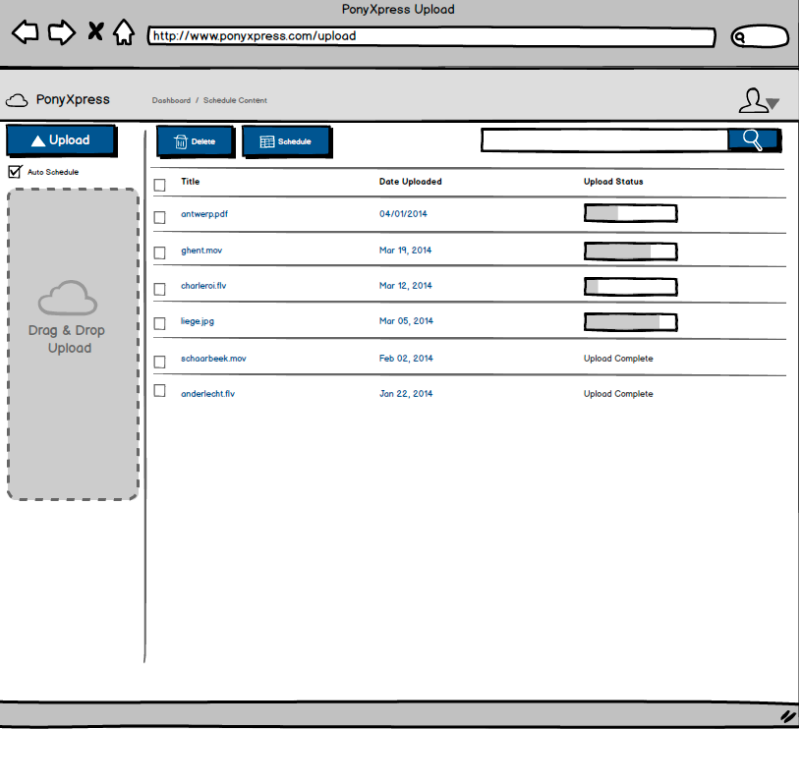 PonyXpress Upload
http://www.ponyxpress.com/upload
PonyXpress
Dashboard / Schedule Content
Upload
Delete
Schedule
Auto Schedule
Title Date Uploaded Upload Status
antwerp.pdf 04/01/2014
ghent.mov Mar 19, 2014
charleroi.flv Mar 12, 2014
liege.jpg Mar 05, 2014
schaarbeek.mov Feb 02, 2014 Upload Complete
anderlecht.flv Jan 22, 2014 Upload Complete
Drag & Drop
Upload